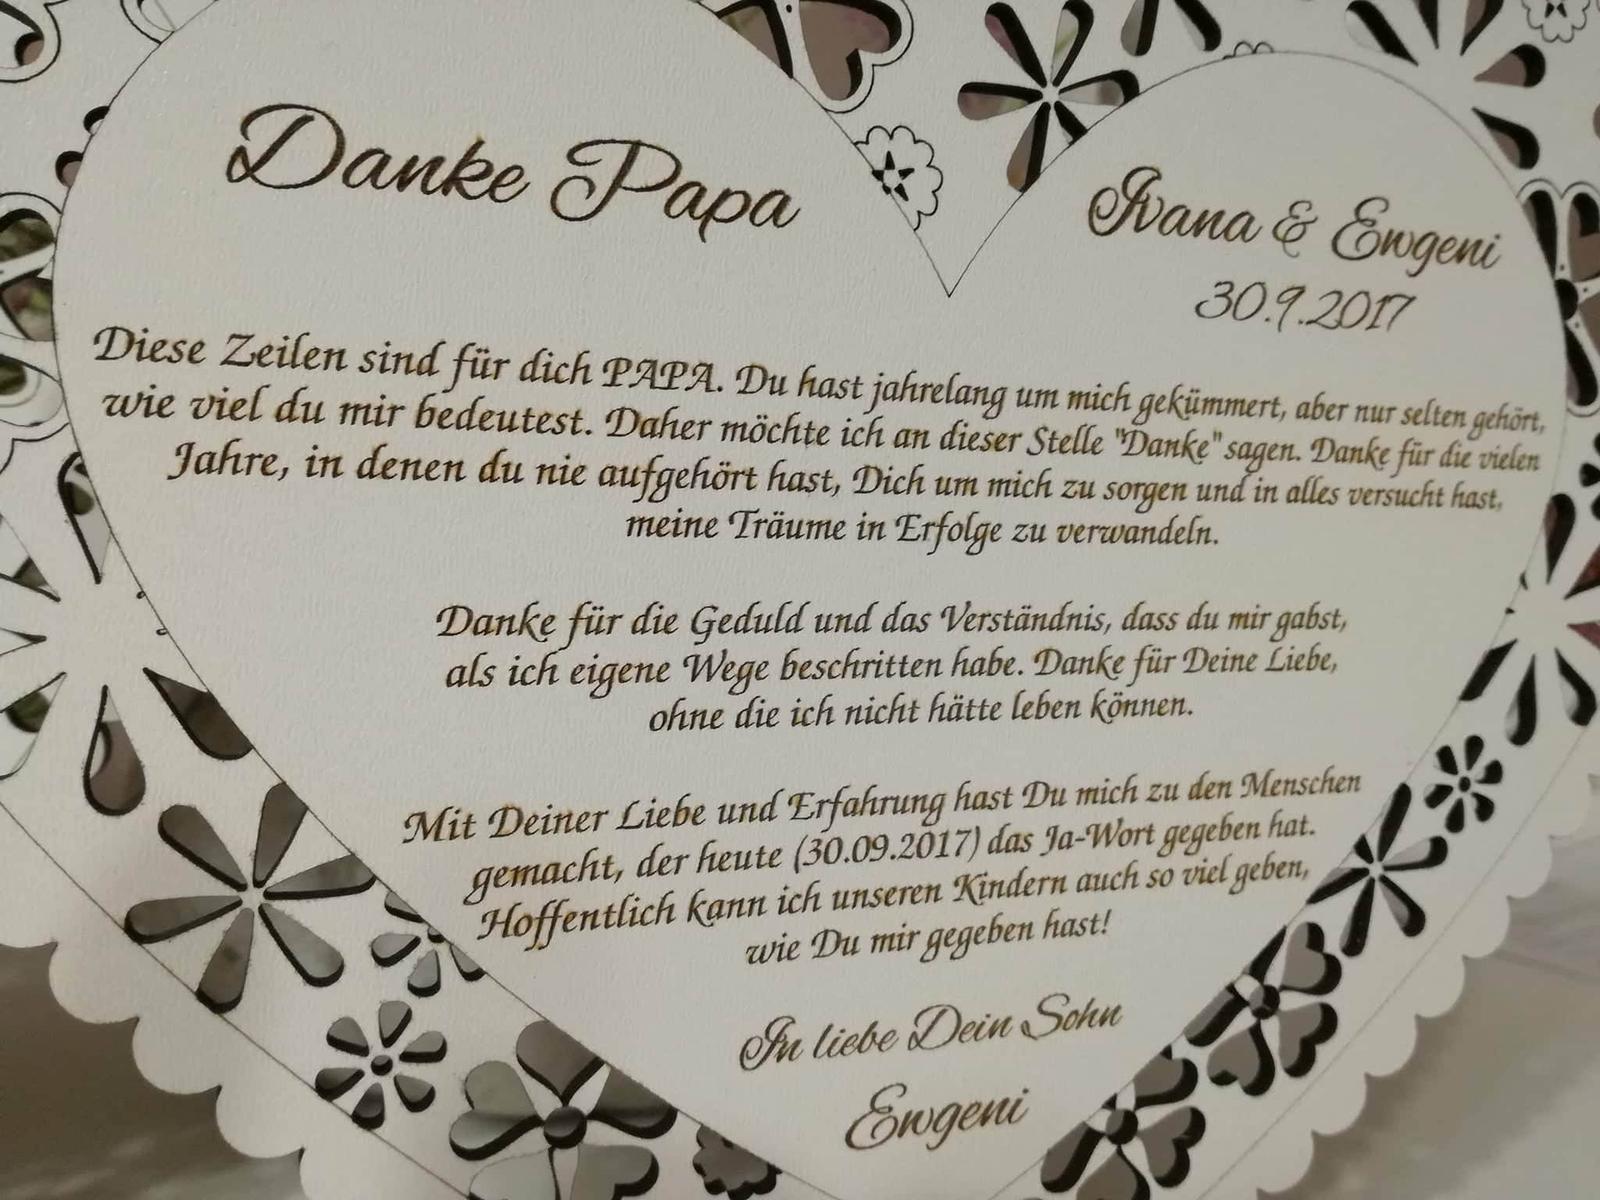 Danke Papa
Ivana & Ewgeni
30.9.2017
Diese Zeilen sind für dich PAPA. Du hast jahrelang um mich gekümmert, aber nur selten gehört,
wie viel du mir bedeutest. Daher möchte ich an dieser Stelle "Danke" sagen. Danke für die vielen
Jahre, in denen du nie aufgehört hast, Dich um mich zu sorgen und in alles versucht hast,
meine Träume in Erfolge zu verwandeln.
Danke für die Geduld und das Verständnis, dass du mir gabst,
als ich eigene Wege beschritten habe. Danke für Deine Liebe,
ohne die ich nicht hätte leben können.
Mit Deiner Liebe und Erfahrung hast Du mich zu den Menschen
gemacht, der heute (30.09.2017) das Ja-Wort gegeben hat.
Hoffentlich kann ich unseren Kindern auch so viel geben,
wie Du mir gegeben hast!
In liebe Dein Sohn
Ewgeni